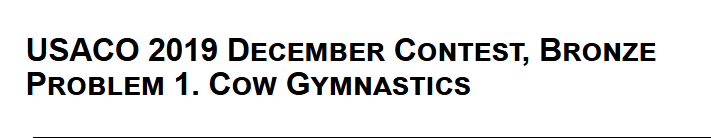 USACO 2019 DECEMBER CONTEST, BRONZE
PROBLEM 1. COW GYMNASTICS